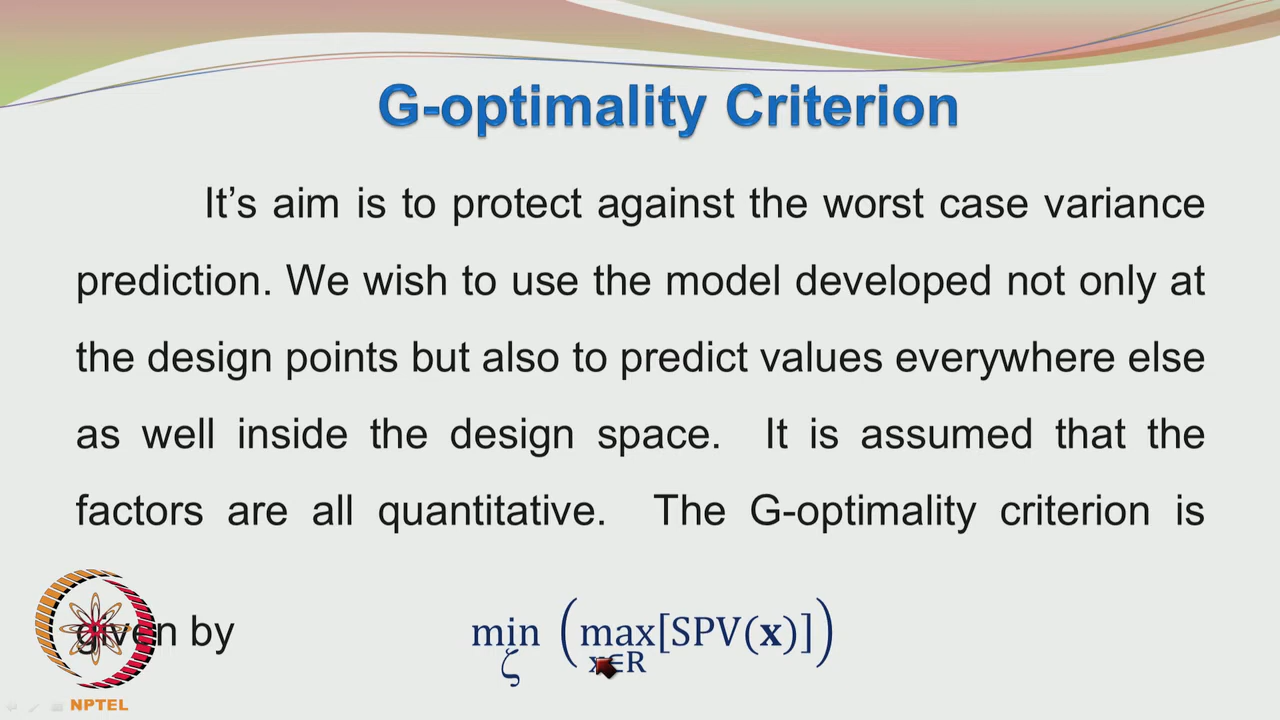 G-optimality Criterion
It’s aim is to protect against the worst case variance
prediction. We wish to use the model developed not only at
the design points but also to predict values everywhere else
as well inside the design space. It is assumed that the
factors are all quantitative. The G-optimality criterion is
given by
min ζ ( max x∈R [SPV(x)] )
NPTEL